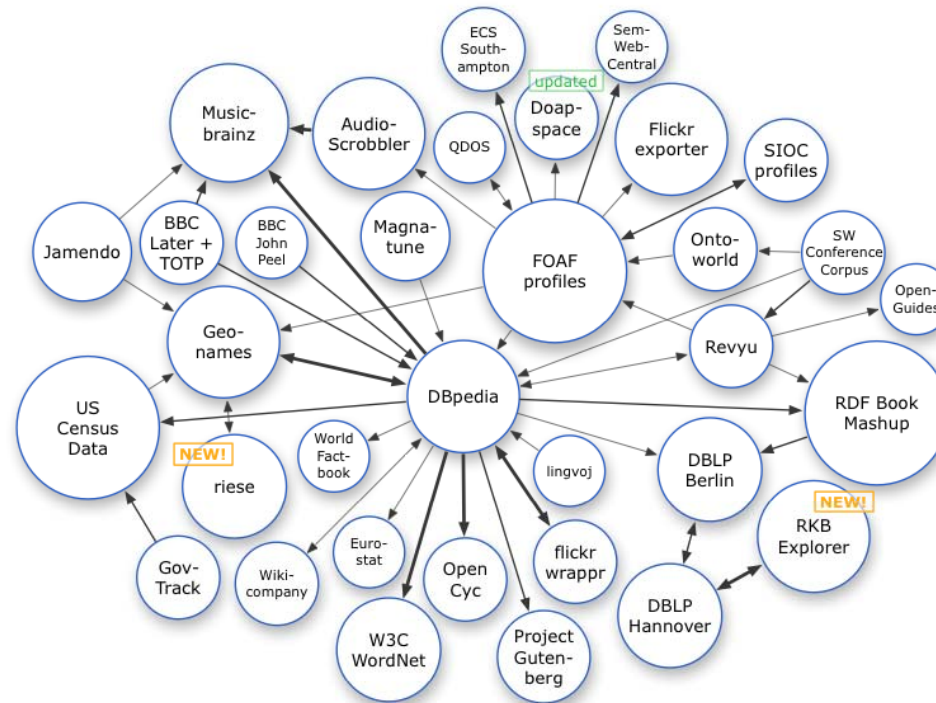 ECS
South-
ampton
Sem-
Web-
Central
updated
Doap-
space
Music-
brainz
Audio-
Scrobbler
QDOS
Flickr
exporter
SIOC
profiles
Jamendo
BBC
Later +
TOTP
BBC
John
Peel
Magna-
tune
FOAF
profiles
Onto-
world
SW
Conference
Corpus
Open-
Guides
Geo-
names
Revyu
DBpedia
US
Census
Data
RDF Book
Mashup
NEW!
riese
World
Fact-
book
lingvoj
DBLP
Berlin
NEW!
RKB
Explorer
Gov-
Track
Wiki-
company
Euro-
stat
Open
Cyc
flickr
wrappr
DBLP
Hannover
W3C
WordNet
Project
Guten-
berg